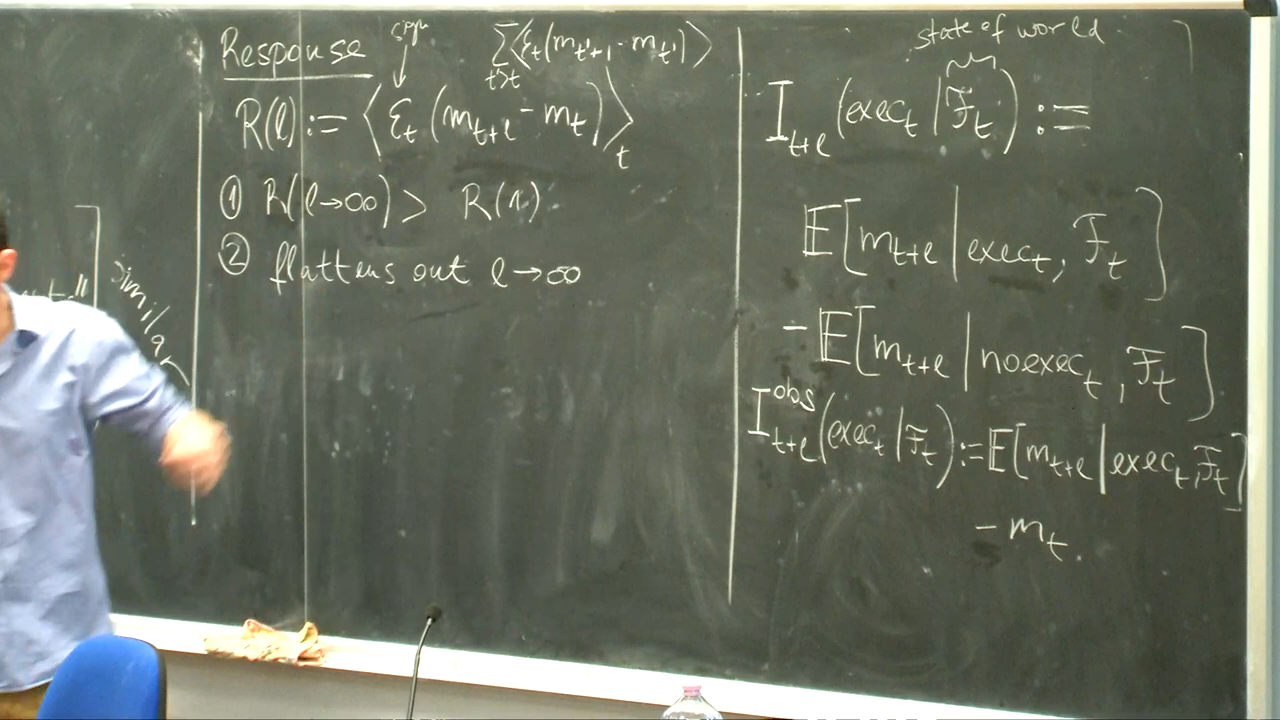 similar
Response
sign
∑_{t'>t} ⟨ε_t (m_{t'+1} - m_{t'})⟩
R(ℓ) := ⟨ε_t (m_{t+ℓ} - m_t)⟩_t
① R(ℓ→∞) > R(1)
② flattens out ℓ→∞
state of world
I_{t+ℓ} (exec_t | F_t) :=
E[m_{t+ℓ} | exec_t, F_t]
- E[m_{t+ℓ} | noexec_t, F_t]
I^{obs}_{t+ℓ} (exec_t | F_t) := E[m_{t+ℓ} | exec_t, F_t]
- m_t.